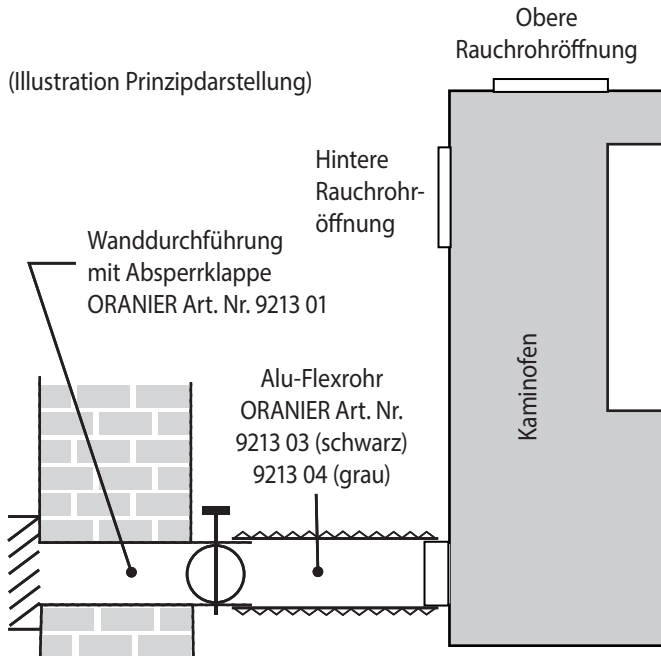 Obere
Rauchrohröffnung
(Illustration Prinzipdarstellung)
Hintere
Rauchrohr-
öffnung
Wanddurchführung
mit Absperrklappe
ORANIER Art. Nr. 9213 01
Alu-Flexrohr
ORANIER Art. Nr.
9213 03 (schwarz)
9213 04 (grau)
Kaminofen